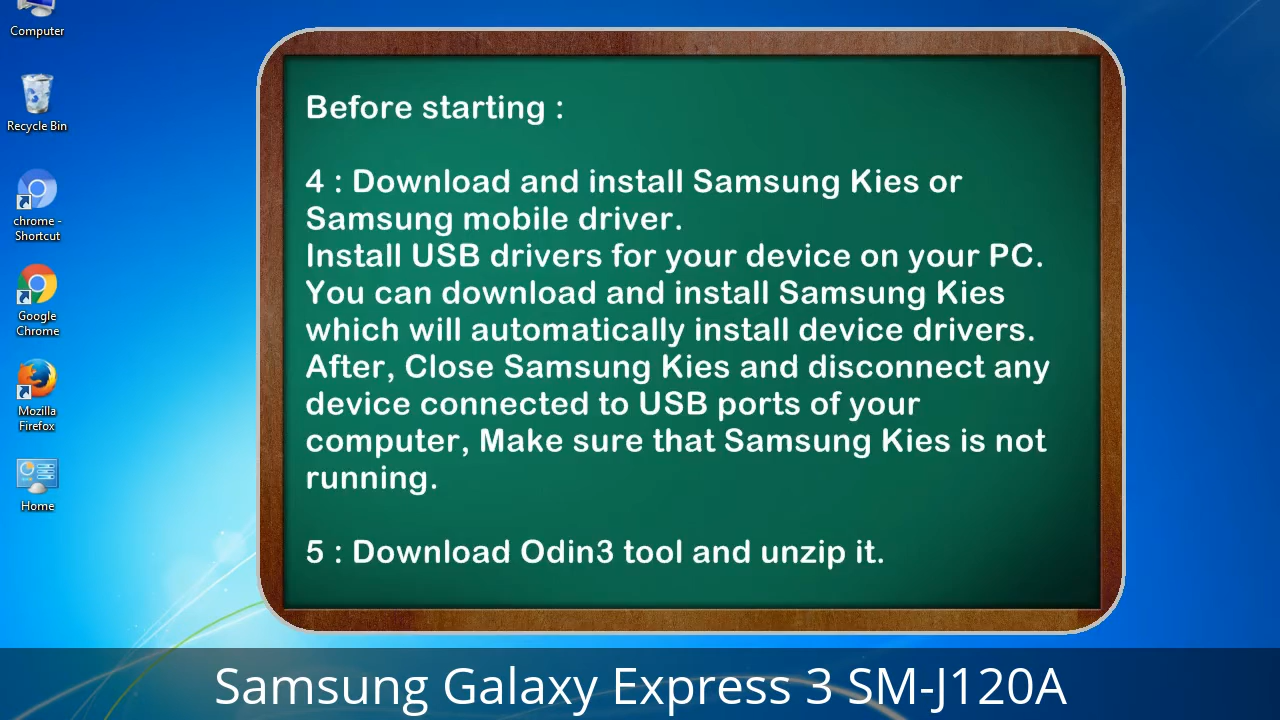 Computer
Recycle Bin
chrome -
Shortcut
Google
Chrome
Mozilla
Firefox
Home
Before starting :
4 : Download and install Samsung Kies or
Samsung mobile driver.
Install USB drivers for your device on your PC.
You can download and install Samsung Kies
which will automatically install device drivers.
After, Close Samsung Kies and disconnect any
device connected to USB ports of your
computer, Make sure that Samsung Kies is not
running.
5 : Download Odin3 tool and unzip it.
Samsung Galaxy Express 3 SM-J120A